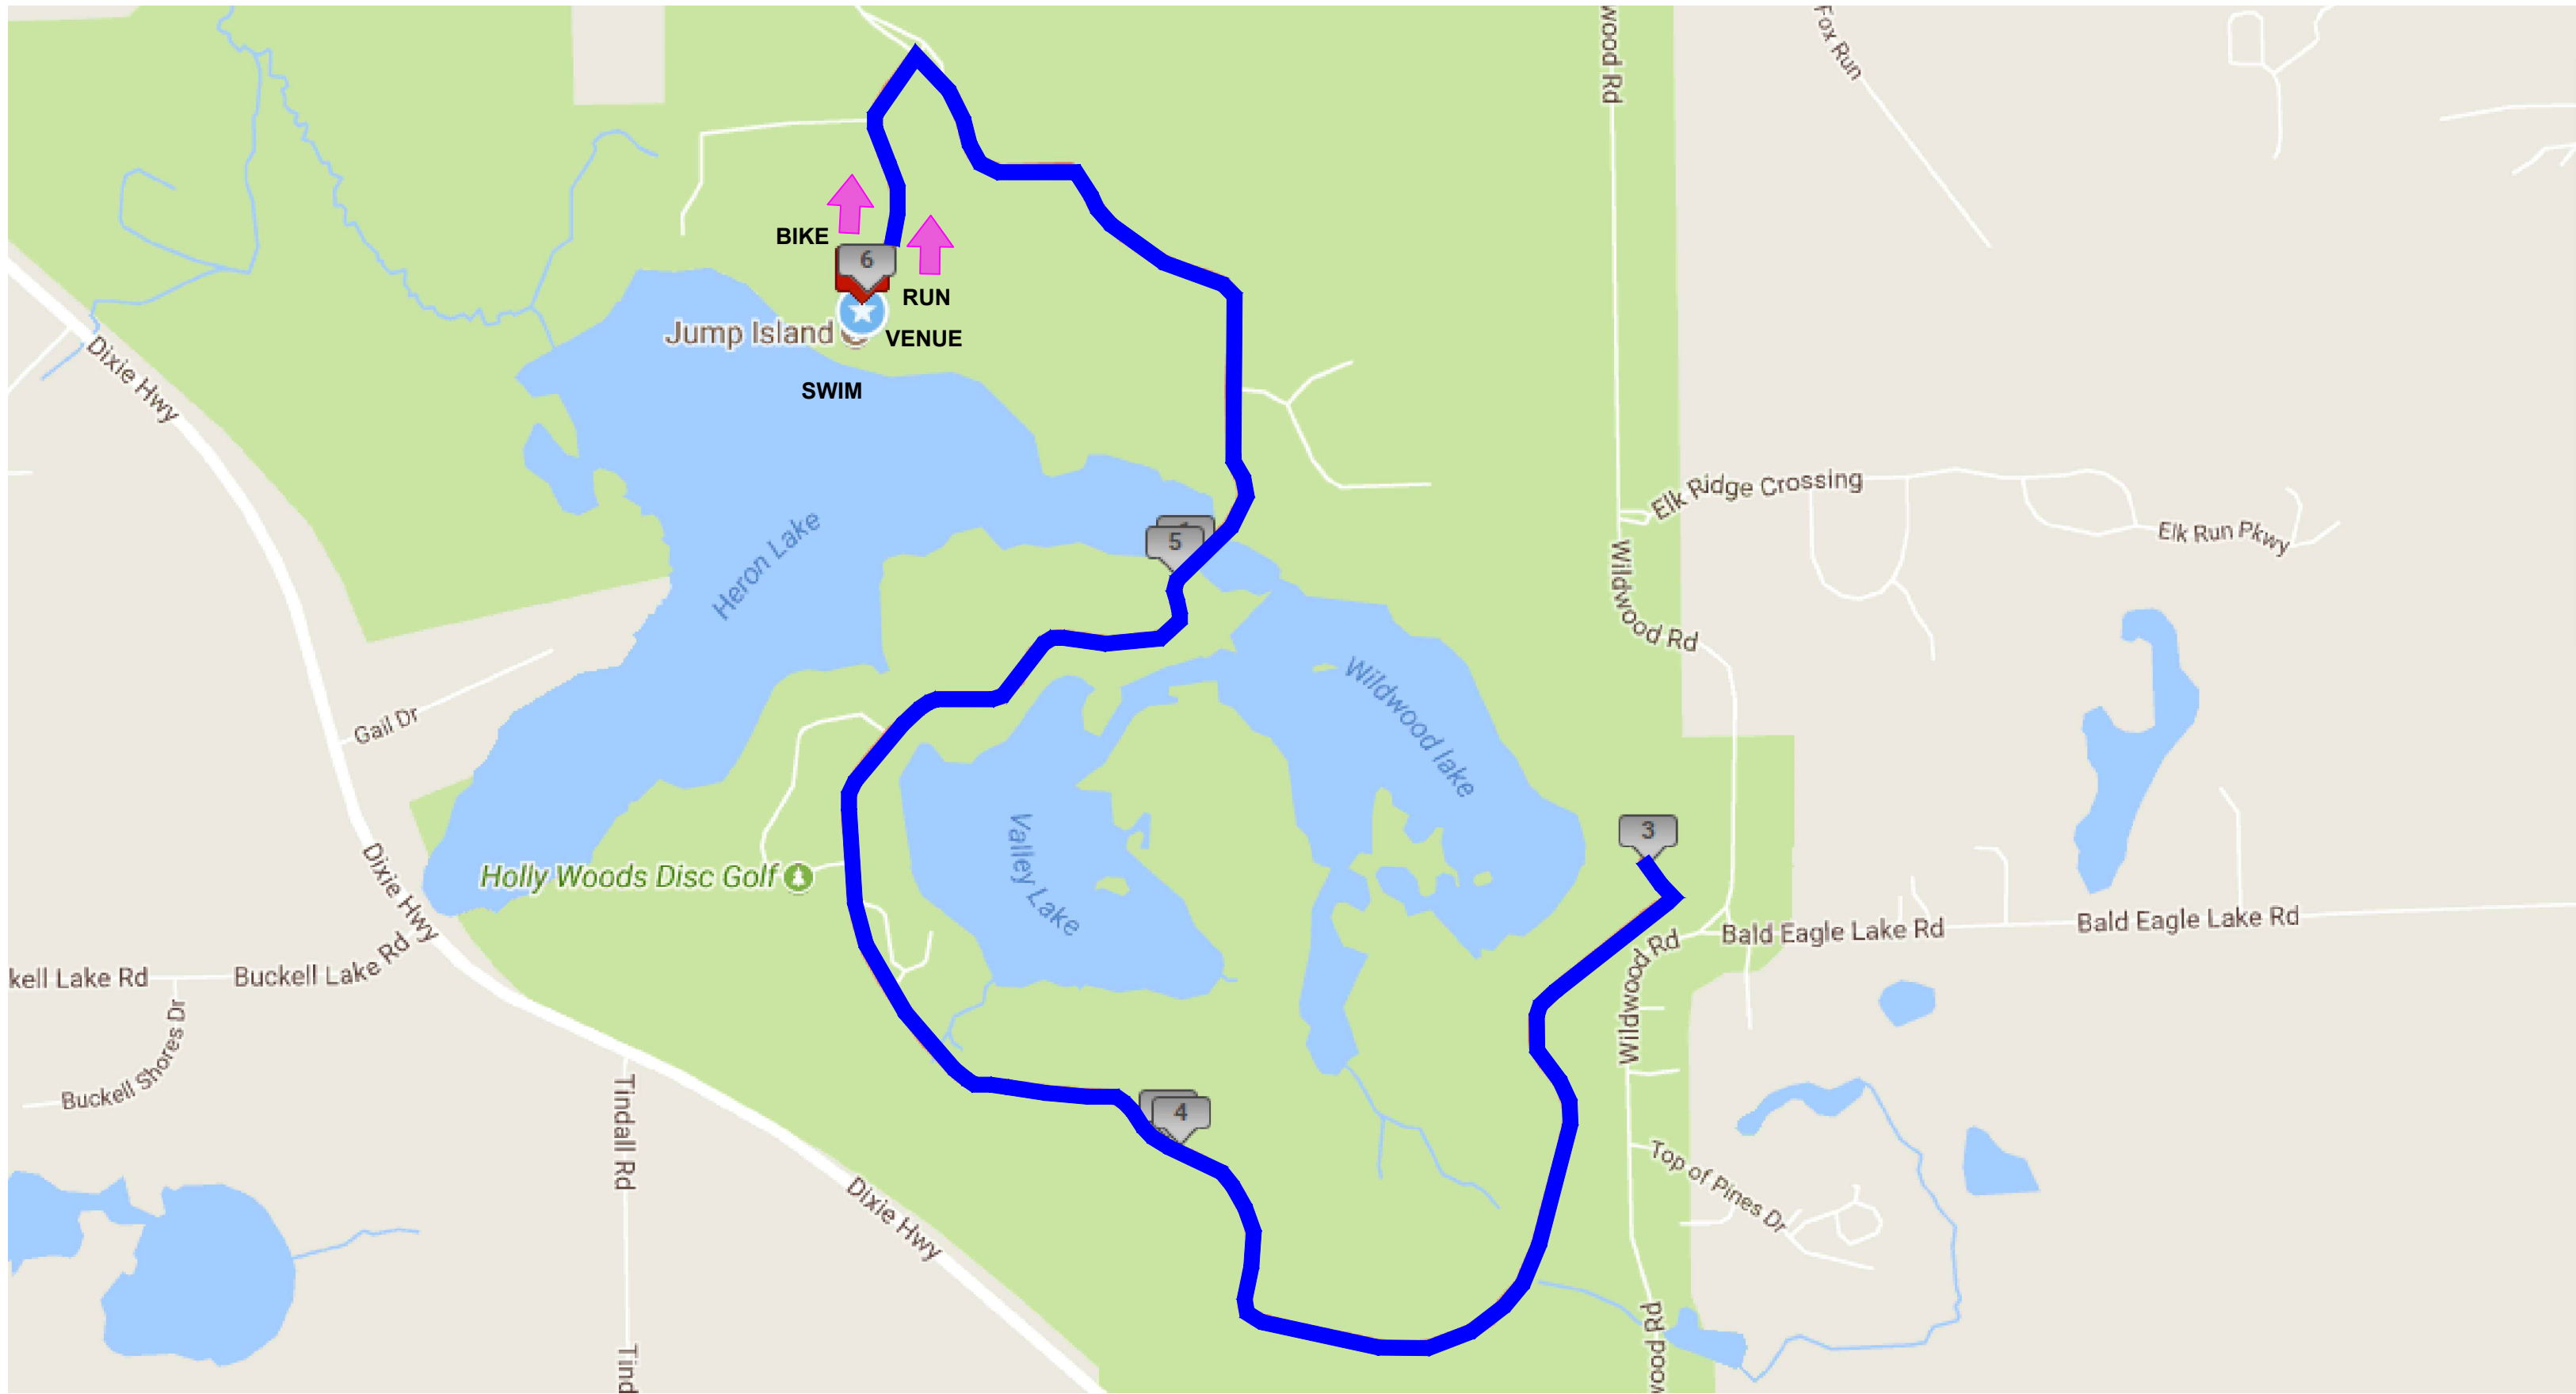 wood Rd
Fox Run
BIKE
6
RUN
Jump Island
VENUE
SWIM
Dixie Hwy
Elk Ridge Crossing
Elk Run Pkwy
Heron Lake
5
Wildwood Rd
Wildwood lake
Gail Dr
3
Valley Lake
Holly Woods Disc Golf
Dixie Hwy
Bald Eagle Lake Rd
Bald Eagle Lake Rd
Wildwood Rd
kell Lake Rd
Buckell Lake Rd
Buckell Shores Dr
4
Tindall Rd
Top of Pines Dr
Dixie Hwy
wood Rd
Tind